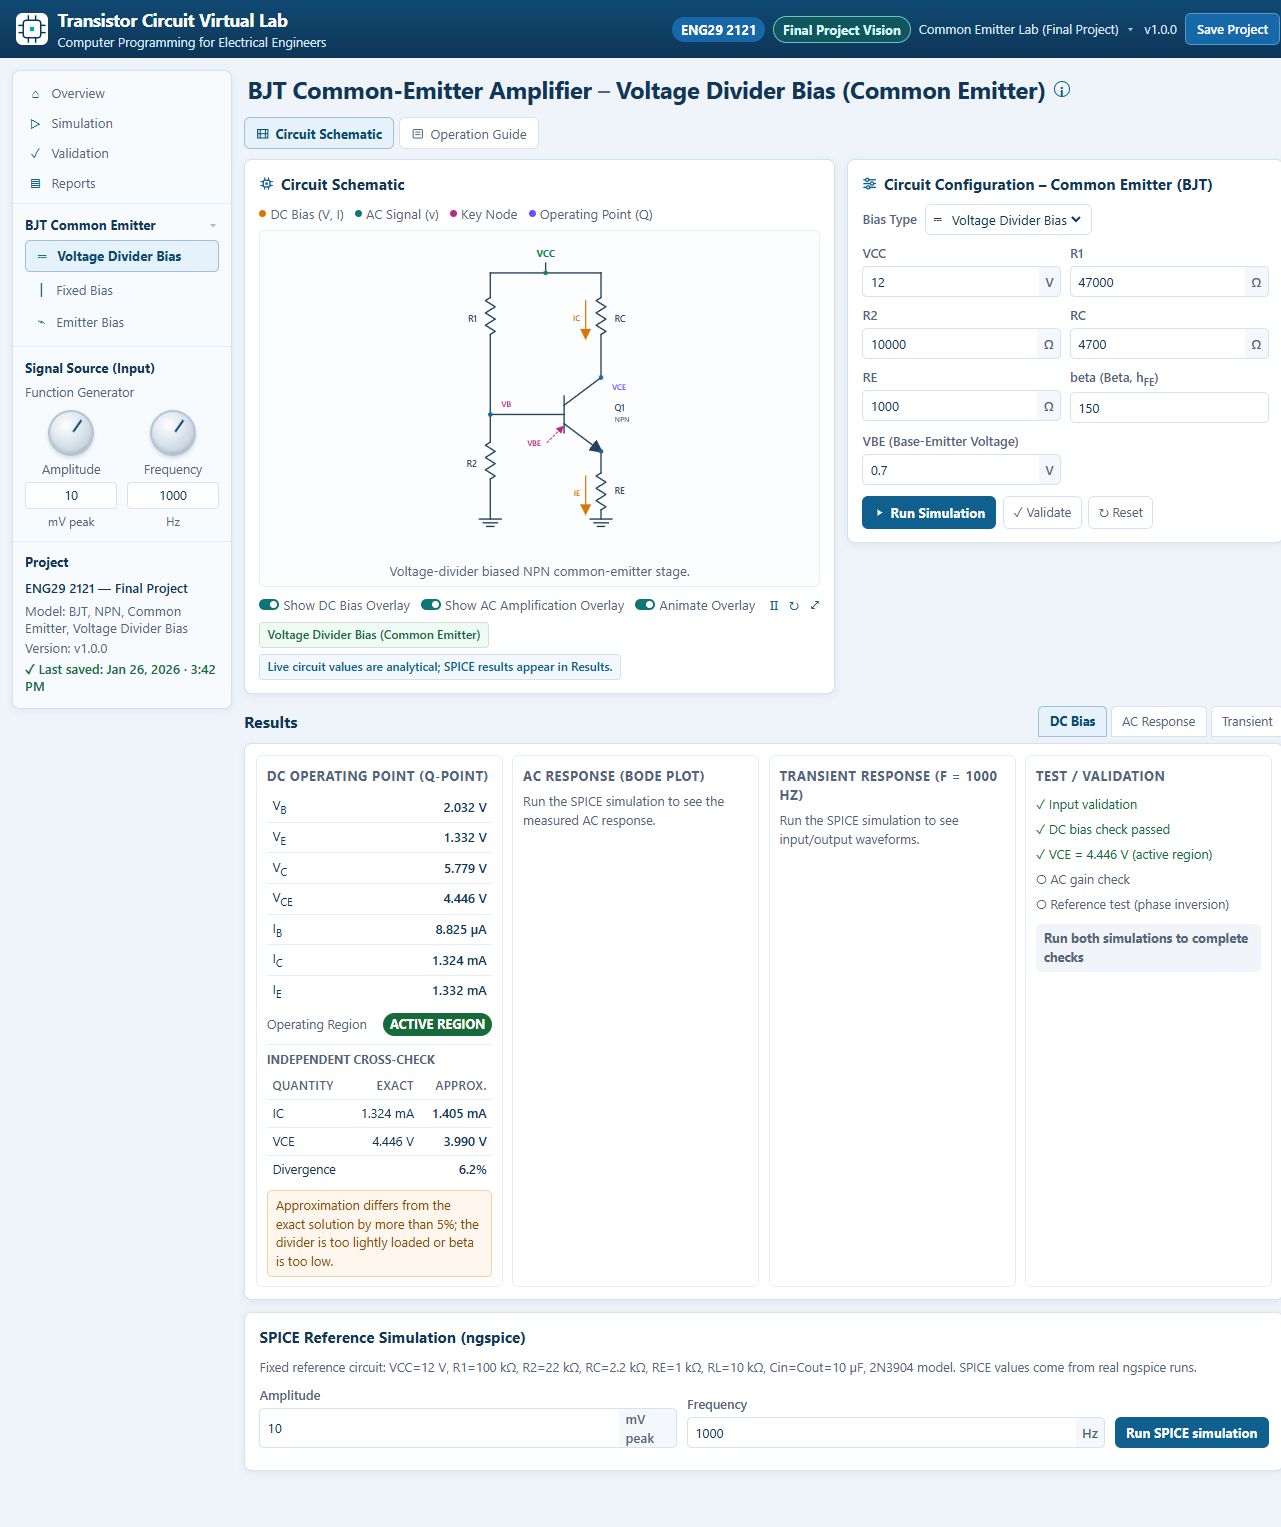 Transistor Circuit Virtual Lab
Computer Programming for Electrical Engineers
ENG29 2121
Final Project Vision
Common Emitter Lab (Final Project)
v1.0.0
Save Project
Overview
Simulation
Validation
Reports
BJT Common Emitter
Voltage Divider Bias
Fixed Bias
Emitter Bias
Signal Source (Input)
Function Generator
Amplitude
Frequency
10
1000
mV peak
Hz
Project
ENG29 2121 — Final Project
Model: BJT, NPN, Common
Emitter, Voltage Divider Bias
Version: v1.0.0
✓ Last saved: Jan 26, 2026 · 3:42
PM
BJT Common-Emitter Amplifier – Voltage Divider Bias (Common Emitter)
Circuit Schematic
Operation Guide
Circuit Schematic
DC Bias (V, I)
AC Signal (v)
Key Node
Operating Point (Q)
VCC
R1
IC
RC
VCE
VB
Q1
NPN
VBE
R2
IE
RE
Voltage-divider biased NPN common-emitter stage.
Show DC Bias Overlay
Show AC Amplification Overlay
Animate Overlay
Voltage Divider Bias (Common Emitter)
Live circuit values are analytical; SPICE results appear in Results.
Circuit Configuration – Common Emitter (BJT)
Bias Type
Voltage Divider Bias
VCC
R1
12 V
47000 Ω
R2
RC
10000 Ω
4700 Ω
RE
beta (Beta, hFE)
1000 Ω
150
VBE (Base-Emitter Voltage)
0.7 V
Run Simulation
✓ Validate
↻ Reset
Results
DC Bias
AC Response
Transient
DC OPERATING POINT (Q-POINT)
VB 2.032 V
VE 1.332 V
VC 5.779 V
VCE 4.446 V
IB 8.825 µA
IC 1.324 mA
IE 1.332 mA
Operating Region ACTIVE REGION
INDEPENDENT CROSS-CHECK
QUANTITY EXACT APPROX.
IC 1.324 mA 1.405 mA
VCE 4.446 V 3.990 V
Divergence 6.2%
Approximation differs from the
exact solution by more than 5%; the
divider is too lightly loaded or beta
is too low.
AC RESPONSE (BODE PLOT)
Run the SPICE simulation to see the
measured AC response.
TRANSIENT RESPONSE (F = 1000
HZ)
Run the SPICE simulation to see
input/output waveforms.
TEST / VALIDATION
✓ Input validation
✓ DC bias check passed
✓ VCE = 4.446 V (active region)
○ AC gain check
○ Reference test (phase inversion)
Run both simulations to complete
checks
SPICE Reference Simulation (ngspice)
Fixed reference circuit: VCC=12 V, R1=100 kΩ, R2=22 kΩ, RC=2.2 kΩ, RE=1 kΩ, RL=10 kΩ, Cin=Cout=10 µF, 2N3904 model. SPICE values come from real ngspice runs.
Amplitude
10
mV
peak
Frequency
1000 Hz
Run SPICE simulation